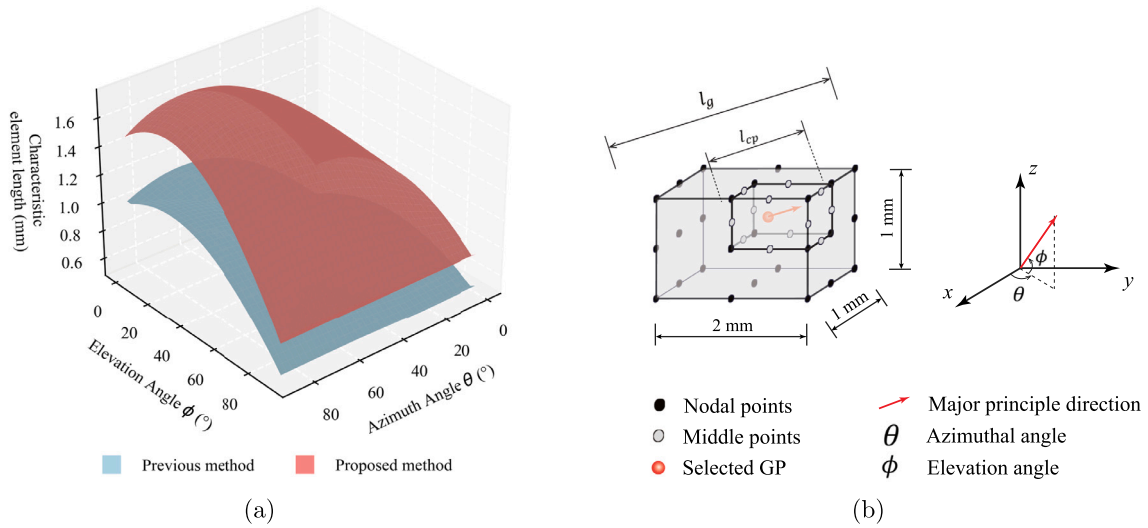 1.6
1.4
1.2
1.0
0.8
0.6
Characteristic
element length (mm)
0
20
40
60
80
Elevation Angle ϕ (°)
80
60
40
20
0
Azimuth Angle θ (°)
Previous method
Proposed method
(a)
l_g
l_cp
1 mm
1 mm
2 mm
z
ϕ
x
θ
y
Nodal points
Middle points
Selected GP
Major principle direction
θ Azimuthal angle
ϕ Elevation angle
(b)